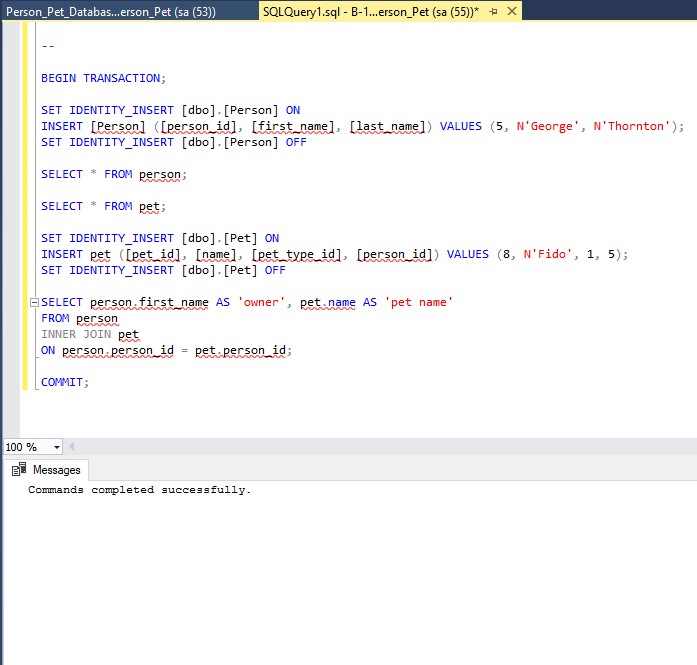 Person_Pet_Databas...erson_Pet (sa (53)) SQLQuery1.sql - B-1...erson_Pet (sa (55))*
--
BEGIN TRANSACTION;
SET IDENTITY_INSERT [dbo].[Person] ON
INSERT [Person] ([person_id], [first_name], [last_name]) VALUES (5, N'George', N'Thornton');
SET IDENTITY_INSERT [dbo].[Person] OFF
SELECT * FROM person;
SELECT * FROM pet;
SET IDENTITY_INSERT [dbo].[Pet] ON
INSERT pet ([pet_id], [name], [pet_type_id], [person_id]) VALUES (8, N'Fido', 1, 5);
SET IDENTITY_INSERT [dbo].[Pet] OFF
SELECT person.first_name AS 'owner', pet.name AS 'pet name'
FROM person
INNER JOIN pet
ON person.person_id = pet.person_id;
COMMIT;
100 %
Messages
Commands completed successfully.